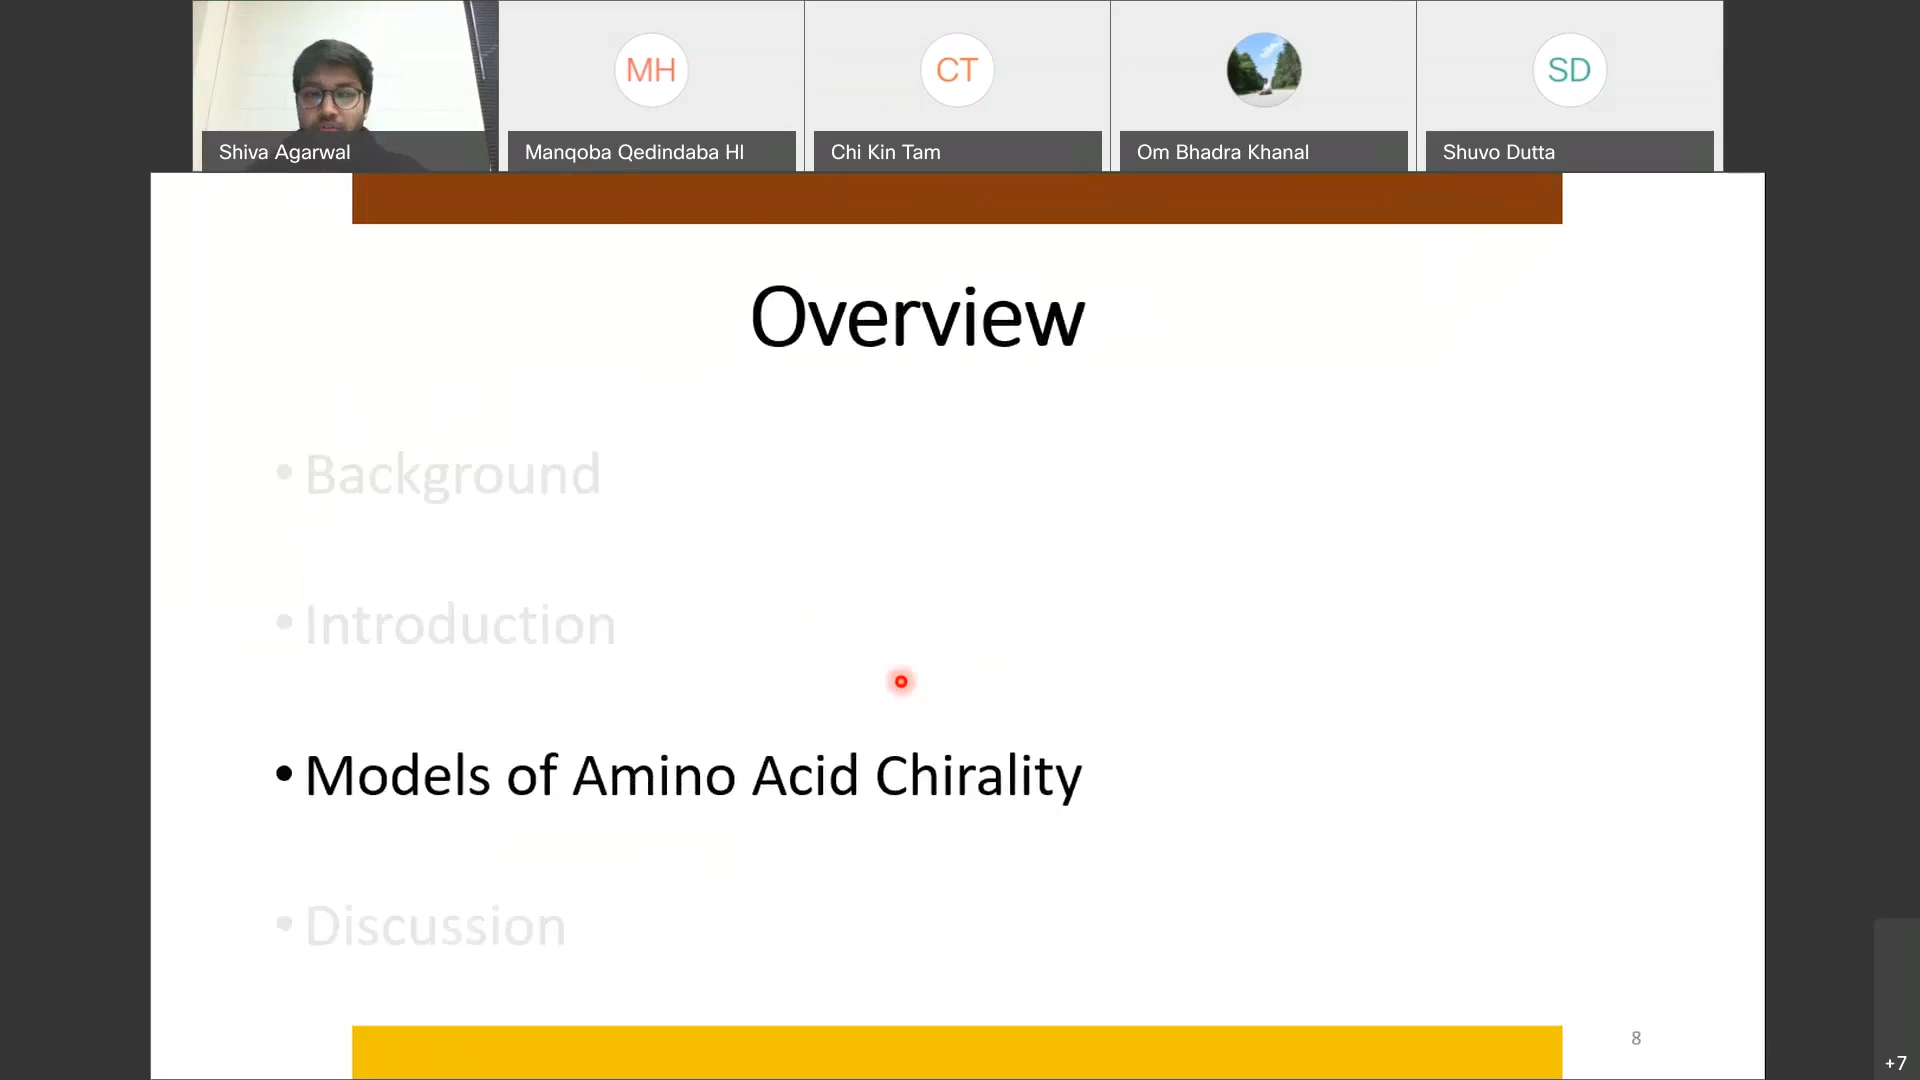 MH
CT
SD
Shiva Agarwal
Manqoba Qedindaba Hl
Chi Kin Tam
Om Bhadra Khanal
Shuvo Dutta
Overview
• Background
• Introduction
• Models of Amino Acid Chirality
• Discussion
8
+7